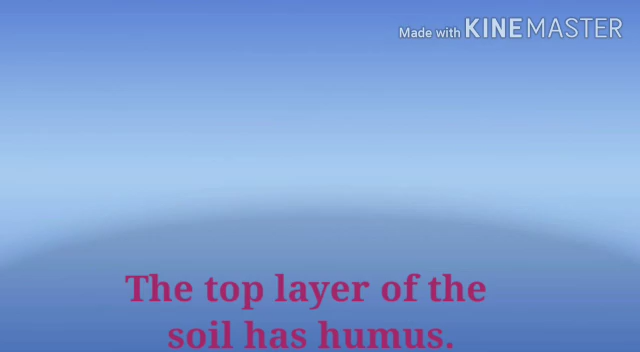 Made with KINEMASTER
The top layer of the
soil has humus.